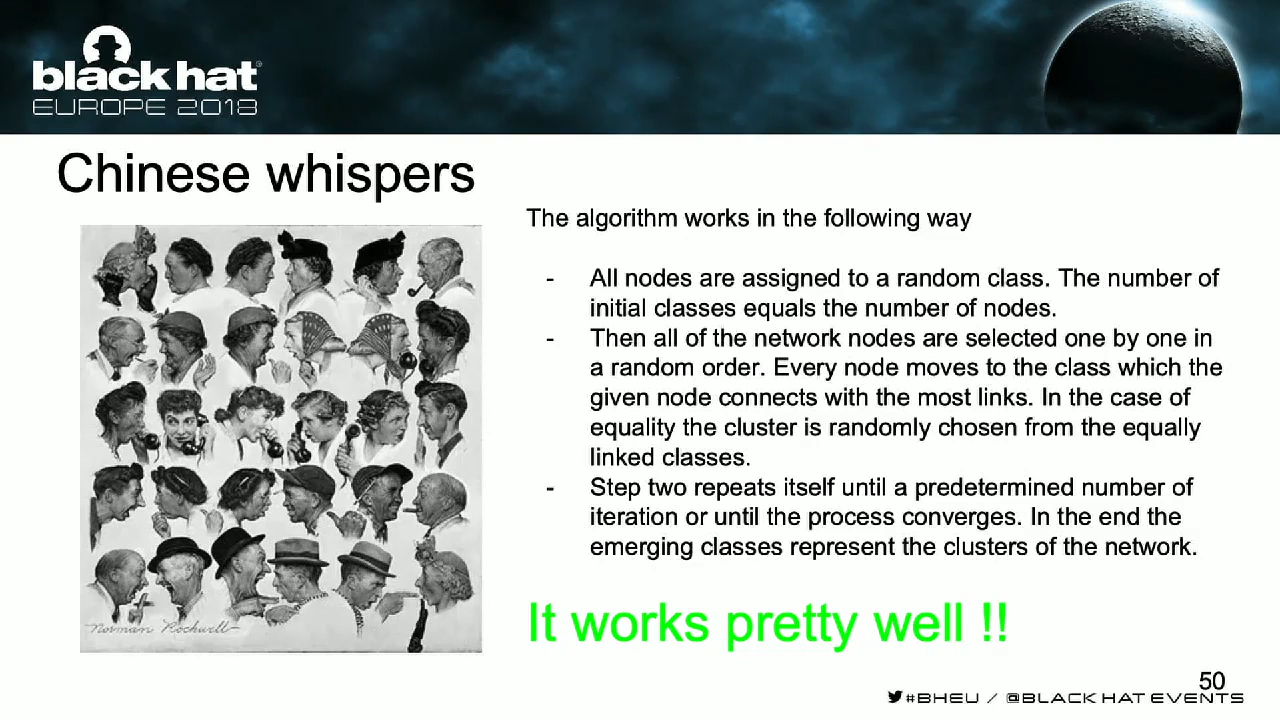 black hat®
EUROPE 2018
Chinese whispers
The algorithm works in the following way
- All nodes are assigned to a random class. The number of
initial classes equals the number of nodes.
- Then all of the network nodes are selected one by one in
a random order. Every node moves to the class which the
given node connects with the most links. In the case of
equality the cluster is randomly chosen from the equally
linked classes.
- Step two repeats itself until a predetermined number of
iteration or until the process converges. In the end the
emerging classes represent the clusters of the network.
Norman Rockwell
It works pretty well !!
50
#BHEU / @BLACK HAT EVENTS